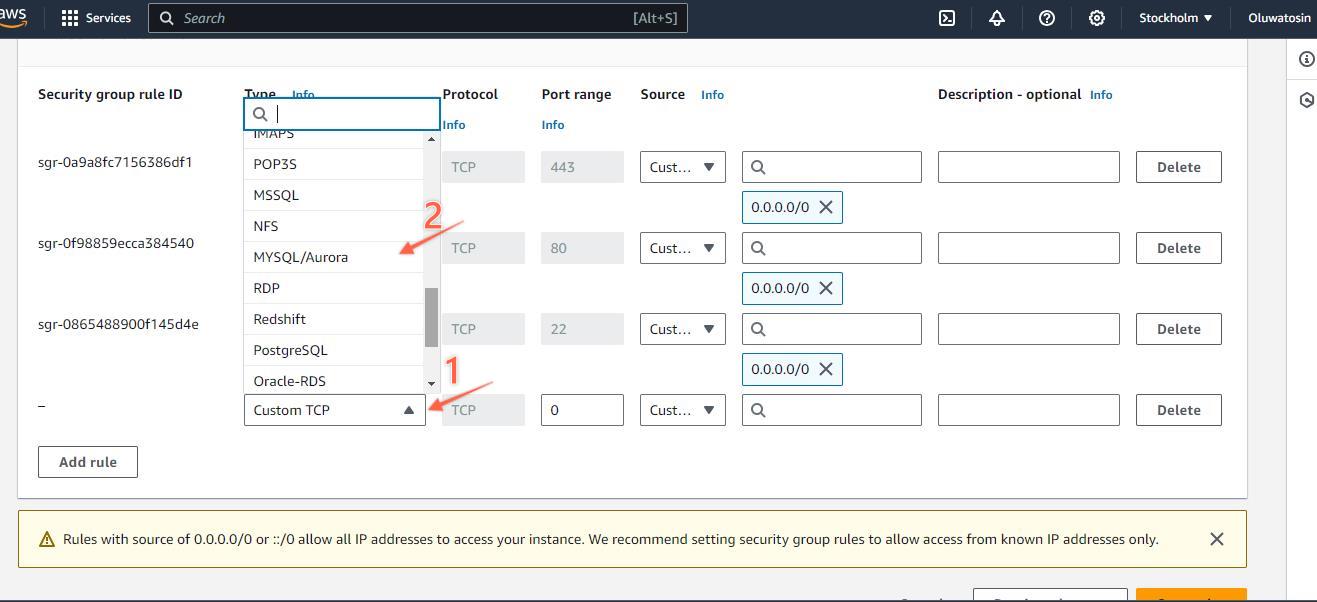 aws Services Search [Alt+S] Stockholm ▼ Oluwatosin
Security group rule ID Type Info Protocol Port range Source Info Description - optional Info
Info Info
IMAPS
sgr-0a9a8fc7156386df1 POP3S TCP 443 Cust... ▼ Delete
MSSQL
0.0.0.0/0
2
NFS
sgr-0f98859ecca384540 MYSQL/Aurora TCP 80 Cust... ▼ Delete
RDP 0.0.0.0/0
sgr-0865488900f145d4e Redshift TCP 22 Cust... ▼ Delete
PostgreSQL
0.0.0.0/0
1
Oracle-RDS
– Custom TCP TCP 0 Cust... ▼ Delete
Add rule
Rules with source of 0.0.0.0/0 or ::/0 allow all IP addresses to access your instance. We recommend setting security group rules to allow access from known IP addresses only.